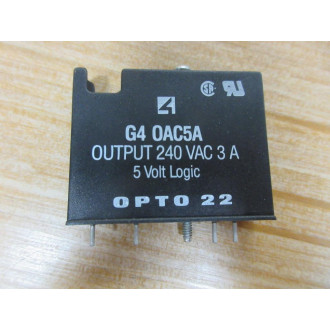 G4 OAC5A
OUTPUT 240 VAC 3 A
5 Volt Logic
OPTO 22